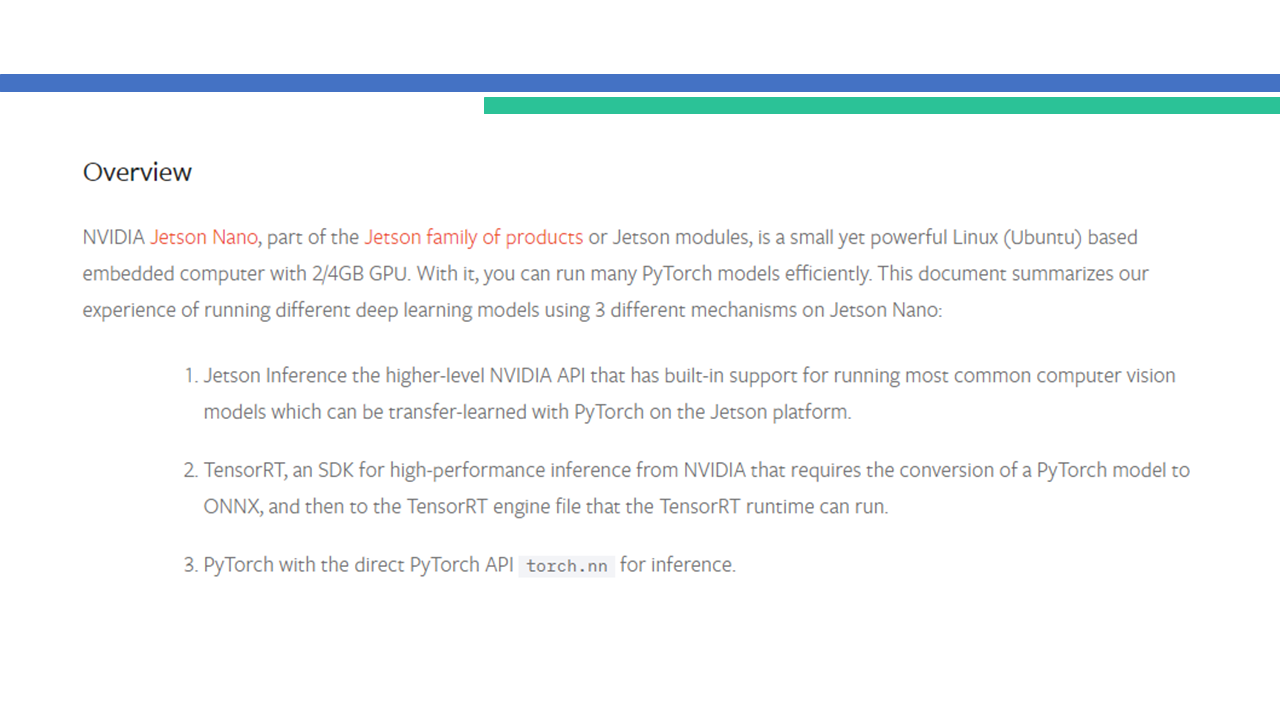 Overview
NVIDIA Jetson Nano, part of the Jetson family of products or Jetson modules, is a small yet powerful Linux (Ubuntu) based
embedded computer with 2/4GB GPU. With it, you can run many PyTorch models efficiently. This document summarizes our
experience of running different deep learning models using 3 different mechanisms on Jetson Nano:
1. Jetson Inference the higher-level NVIDIA API that has built-in support for running most common computer vision
models which can be transfer-learned with PyTorch on the Jetson platform.
2. TensorRT, an SDK for high-performance inference from NVIDIA that requires the conversion of a PyTorch model to
ONNX, and then to the TensorRT engine file that the TensorRT runtime can run.
3. PyTorch with the direct PyTorch API torch.nn for inference.